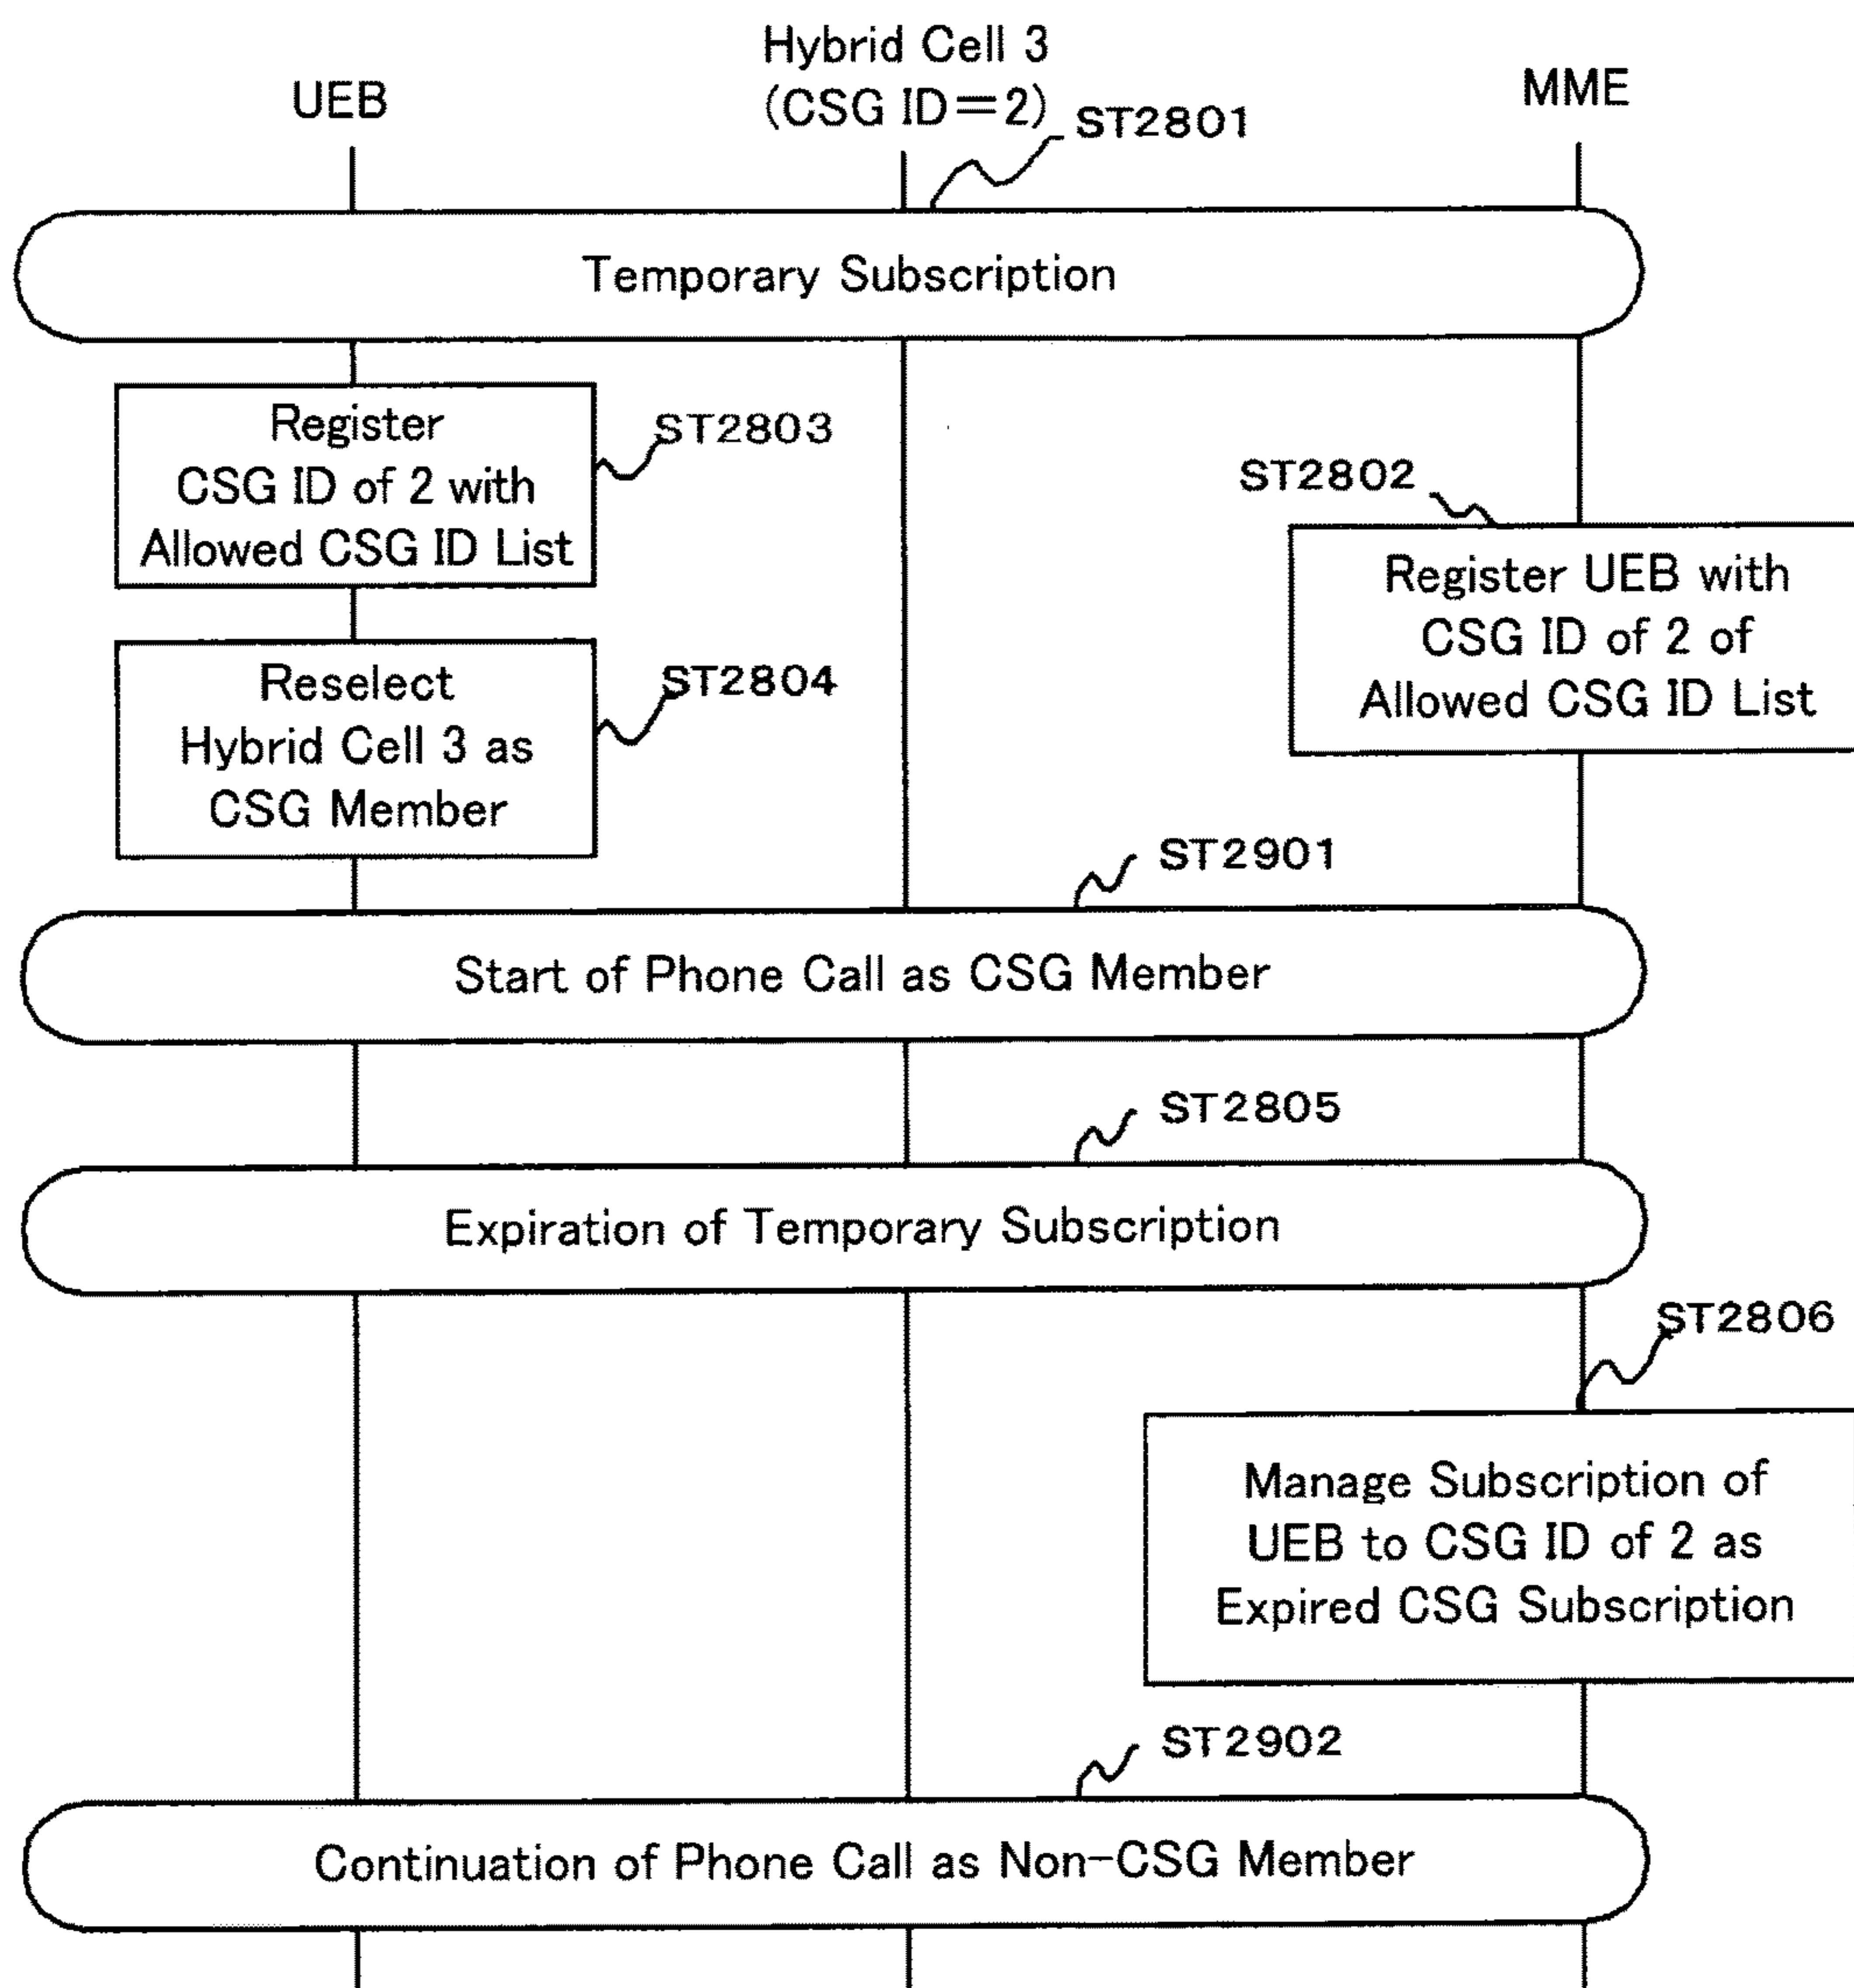 UEB
Hybrid Cell 3
(CSG ID=2)
MME
ST2801
Temporary Subscription
Register
CSG ID of 2 with
Allowed CSG ID List
ST2803
ST2802
Register UEB with
CSG ID of 2 of
Allowed CSG ID List
Reselect
Hybrid Cell 3 as
CSG Member
ST2804
ST2901
Start of Phone Call as CSG Member
ST2805
Expiration of Temporary Subscription
ST2806
Manage Subscription of
UEB to CSG ID of 2 as
Expired CSG Subscription
ST2902
Continuation of Phone Call as Non-CSG Member